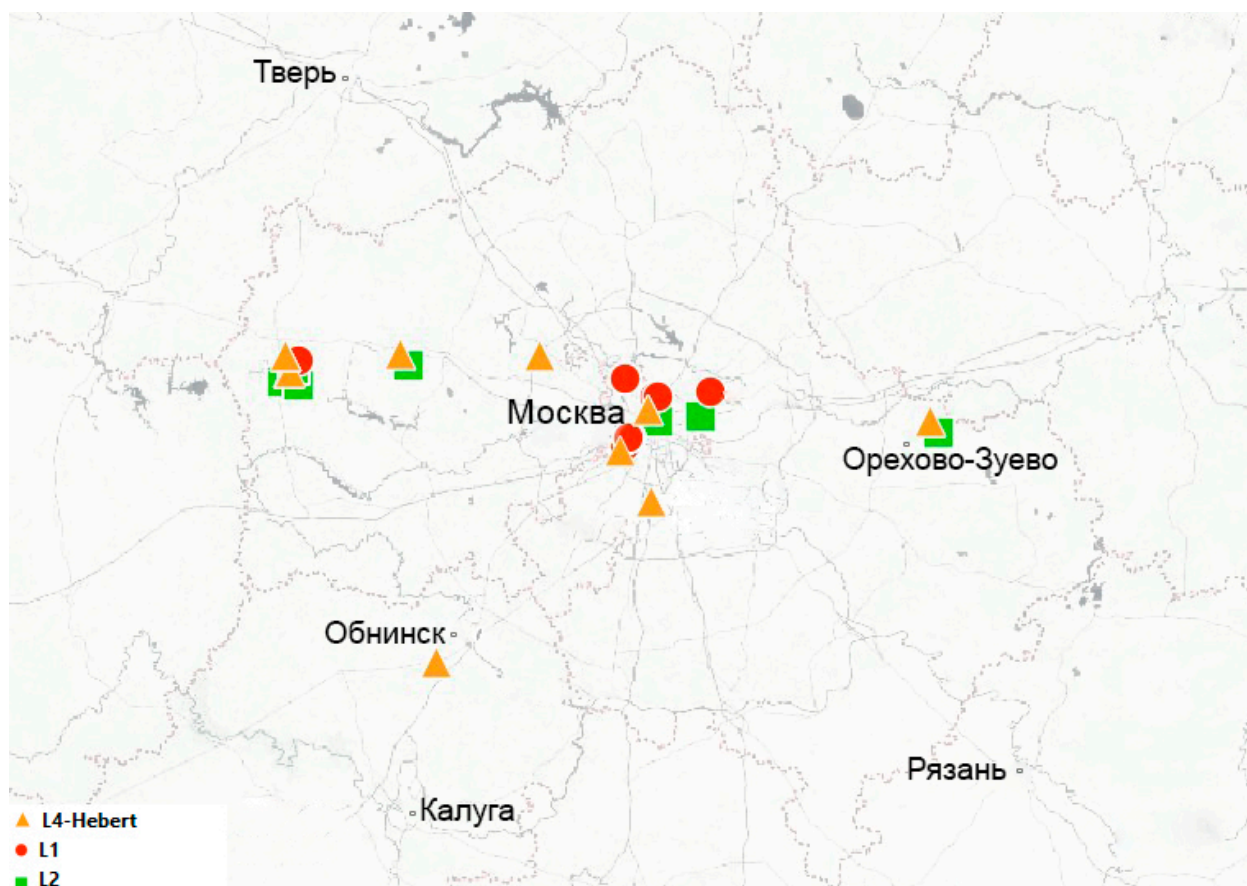 Тверь
Москва
Орехово-Зуево
Обнинск
Рязань
Калуга
L4-Hebert
L1
L2